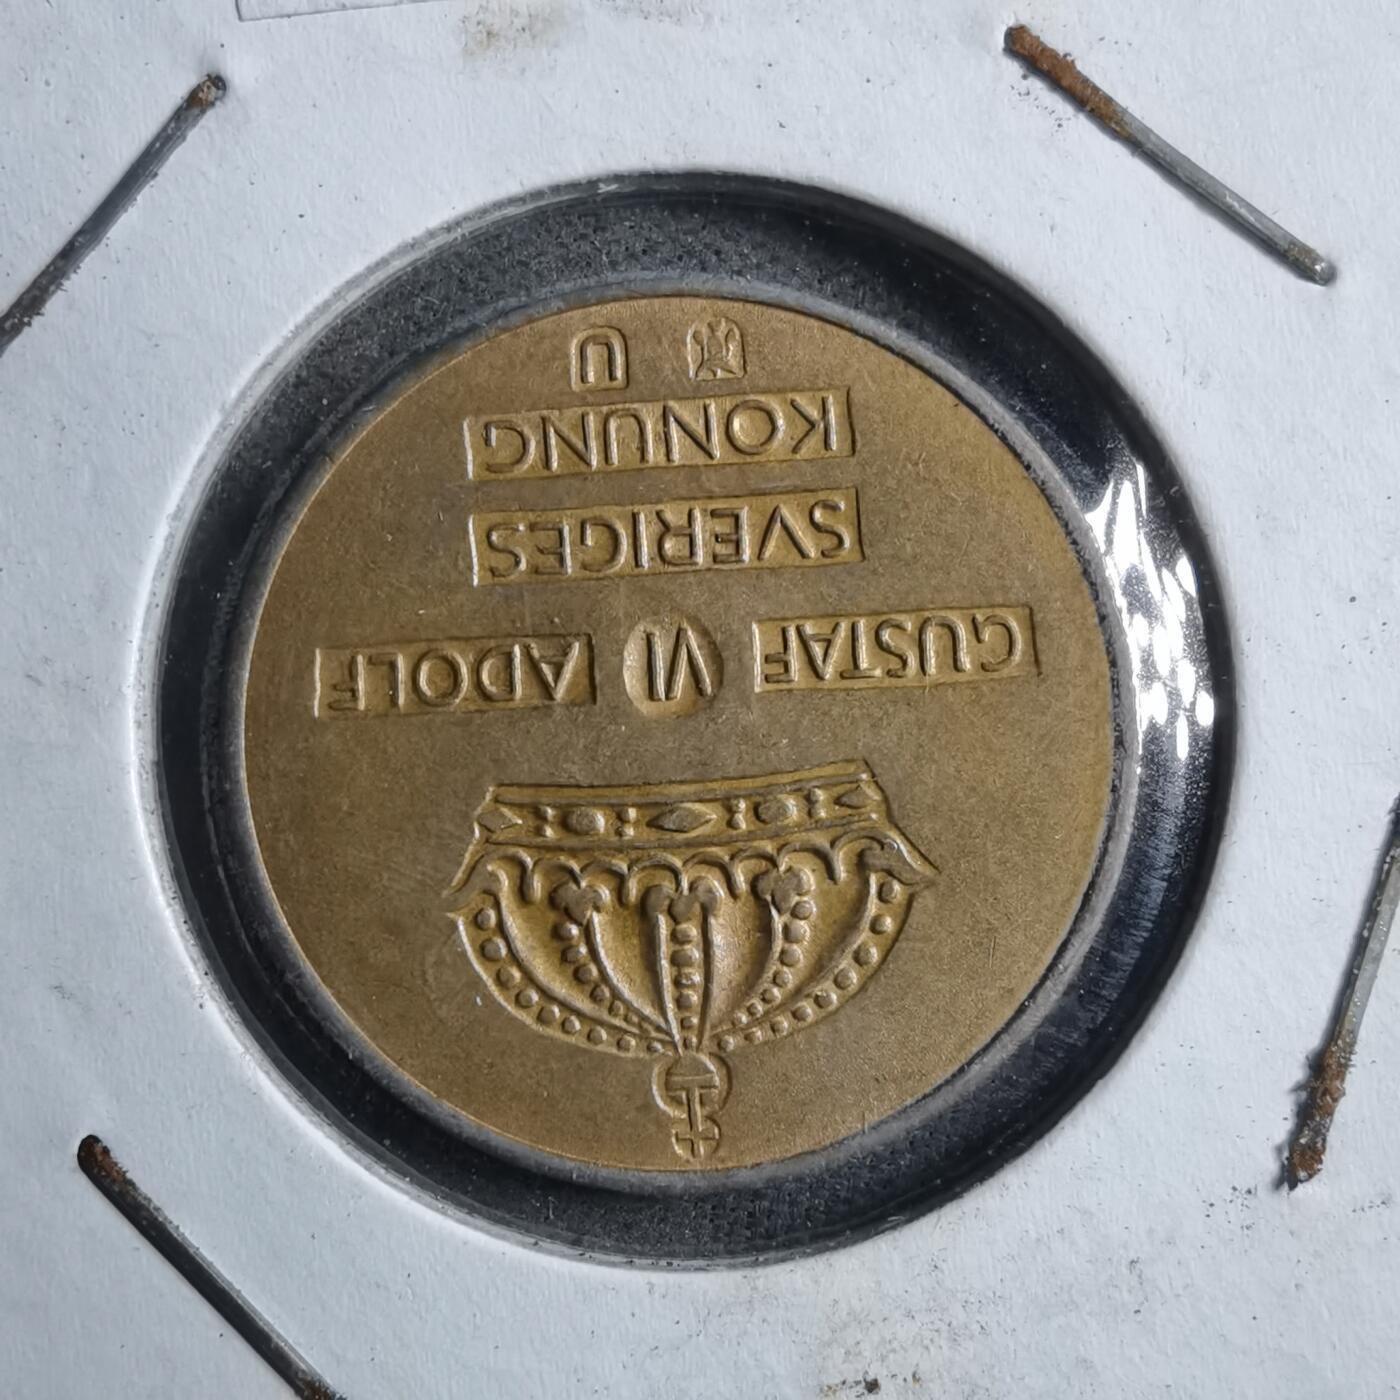 GUSTAF VI ADOLF
SVERIGES
KONUNG
U